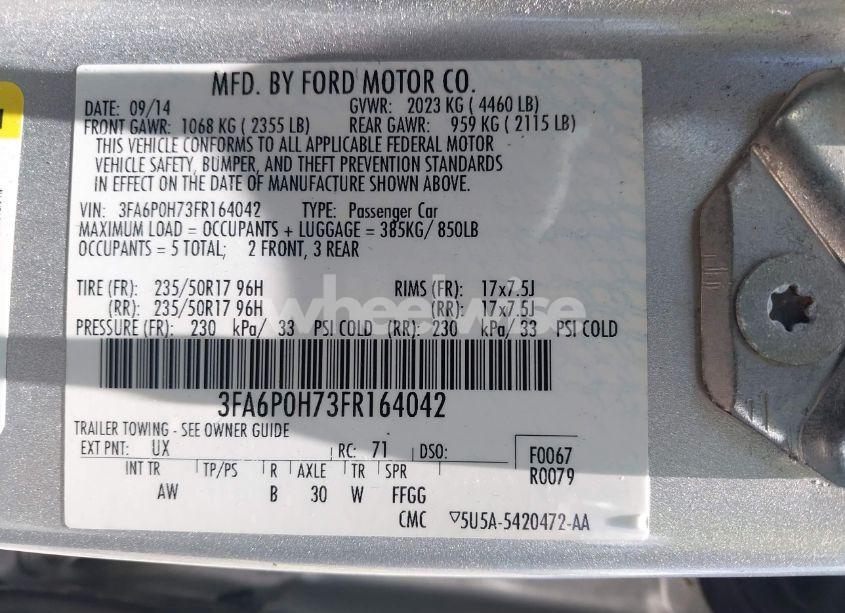 MFD. BY FORD MOTOR CO.
DATE: 09/14 GVWR: 2023 KG ( 4460 LB)
FRONT GAWR: 1068 KG ( 2355 LB) REAR GAWR: 959 KG ( 2115 LB)
THIS VEHICLE CONFORMS TO ALL APPLICABLE FEDERAL MOTOR
VEHICLE SAFETY, BUMPER, AND THEFT PREVENTION STANDARDS
IN EFFECT ON THE DATE OF MANUFACTURE SHOWN ABOVE.
VIN: 3FA6P0H73FR164042 TYPE: Passenger Car
MAXIMUM LOAD = OCCUPANTS + LUGGAGE = 385KG/ 850LB
OCCUPANTS = 5 TOTAL; 2 FRONT, 3 REAR
TIRE (FR): 235/50R17 96H RIMS (FR): 17x7.5J
(RR): 235/50R17 96H (RR): 17x7.5J
wheelwise
PRESSURE (FR): 230 kPa/ 33 PSI COLD (RR): 230 kPa/ 33 PSI COLD
3FA6P0H73FR164042
TRAILER TOWING - SEE OWNER GUIDE
EXT PNT: UX RC: 71 DSO: F0067
R0079
INT TR TP/PS R AXLE TR SPR
AW B 30 W FFGG
CMC ▽5U5A-5420472-AA